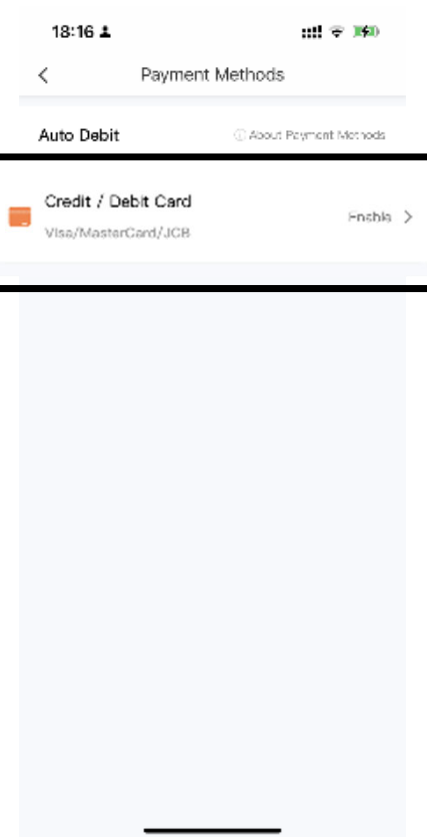 18:16
Payment Methods
Auto Debit
About Payment Methods
Credit / Debit Card
Enable
Visa/MasterCard/JCB